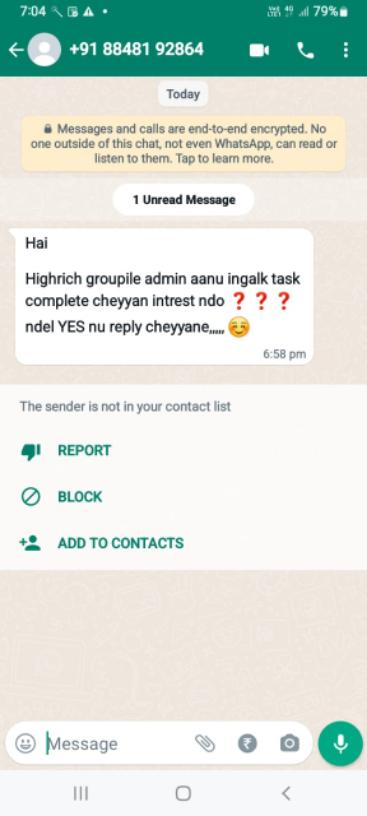 7:04
79%
+91 88481 92864
Today
Messages and calls are end-to-end encrypted. No
one outside of this chat, not even WhatsApp, can read or
listen to them. Tap to learn more.
1 Unread Message
Hai
Highrich groupile admin aanu ingalk task
complete cheyyan intrest ndo ❓❓❓
ndel YES nu reply cheyyane,,,,, ☺️
6:58 pm
The sender is not in your contact list
REPORT
BLOCK
ADD TO CONTACTS
Message